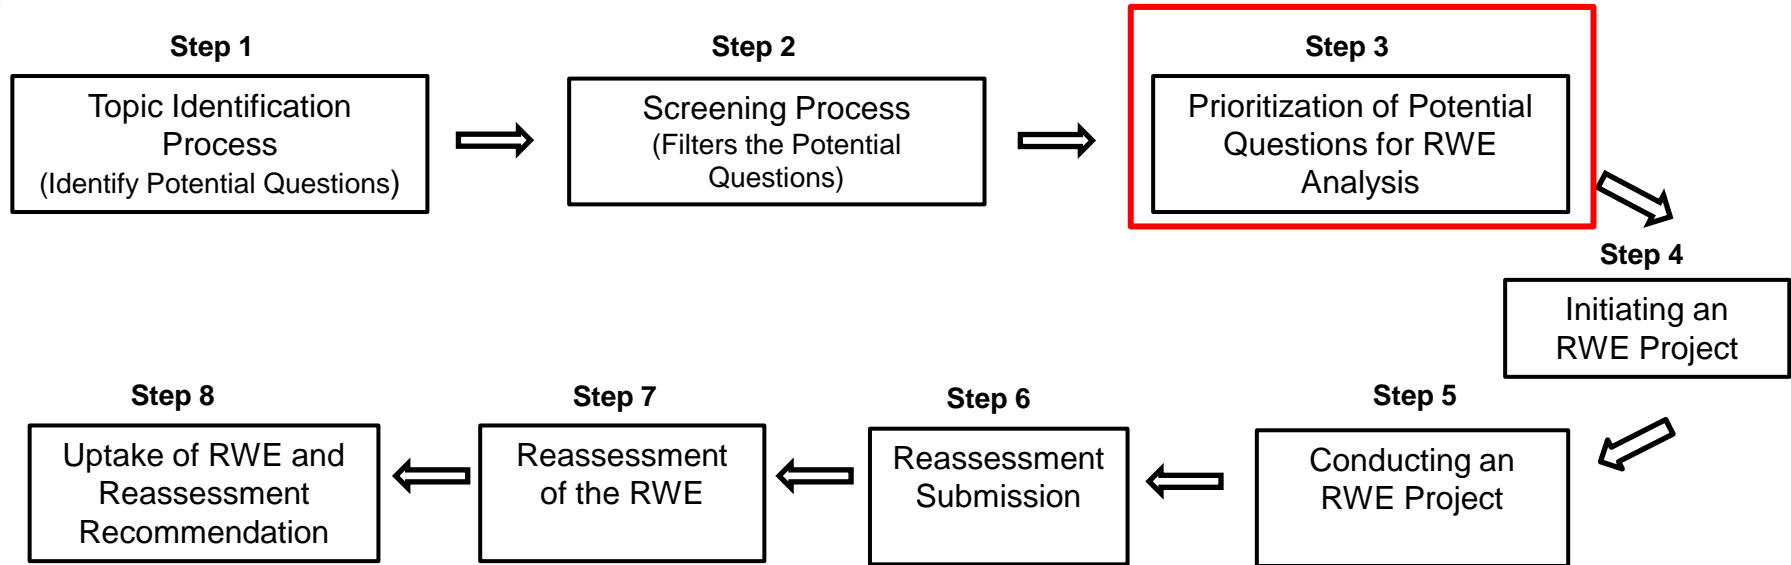 Step 1
Topic Identification
Process
(Identify Potential Questions)
Step 2
Screening Process
(Filters the Potential
Questions)
Step 3
Prioritization of Potential
Questions for RWE
Analysis
Step 4
Initiating an
RWE Project
Step 5
Conducting an
RWE Project
Step 6
Reassessment
Submission
Step 7
Reassessment
of the RWE
Step 8
Uptake of RWE and
Reassessment
Recommendation